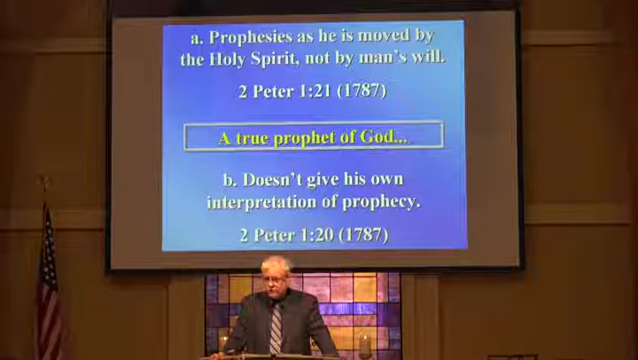 a. Prophesies as he is moved by
the Holy Spirit, not by man's will.
2 Peter 1:21 (1787)
A true prophet of God...
b. Doesn't give his own
interpretation of prophecy.
2 Peter 1:20 (1787)